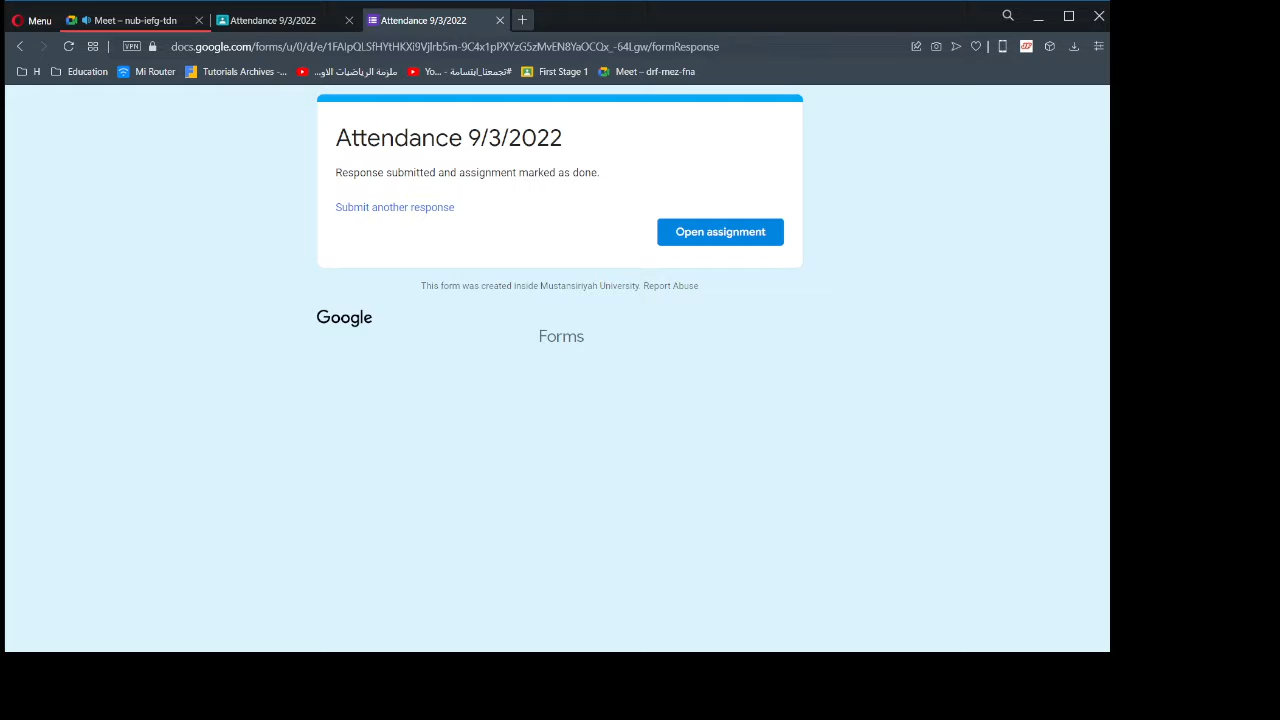 Menu
Meet – nub-iefg-tdn
Attendance 9/3/2022
Attendance 9/3/2022
VPN
docs.google.com/forms/u/0/d/e/1FAIpQLSfHYtHKXi9Vjlrb5m-9C4x1pPXYzG5zMvEN8YaOCQx_-64Lgw/formResponse
H
Education
Mi Router
Tutorials Archives -...
ملزمة الرياضيات الاو...
#تجمعنا_ابتسامة - Yo...
First Stage 1
Meet – drf-mez-fna
Attendance 9/3/2022
Response submitted and assignment marked as done.
Submit another response
Open assignment
This form was created inside Mustansiriyah University. Report Abuse
Google
Forms